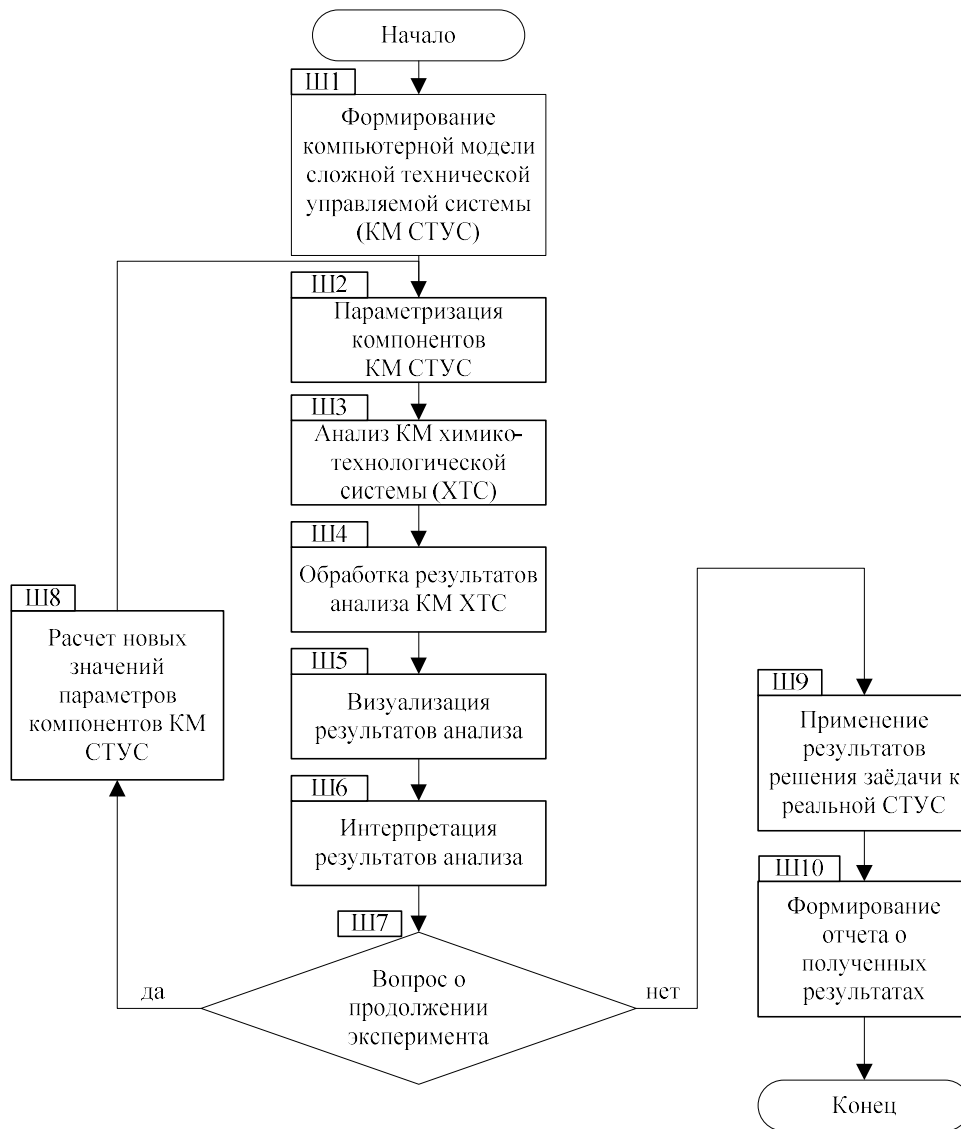 Начало
Ш1
Формирование
компьютерной модели
сложной технической
управляемой системы
(КМ СТУС)
Ш2
Параметризация
компонентов
КМ СТУС
Ш3
Анализ КМ химико-
технологической
системы (ХТС)
Ш4
Обработка результатов
анализа КМ ХТС
Ш5
Визуализация
результатов анализа
Ш6
Интерпретация
результатов анализа
Ш7
Вопрос о
продолжении
эксперимента
да
нет
Ш8
Расчет новых
значений
параметров
компонентов КМ
СТУС
Ш9
Применение
результатов
решения заёдачи к
реальной СТУС
Ш10
Формирование
отчета о
полученных
результатах
Конец